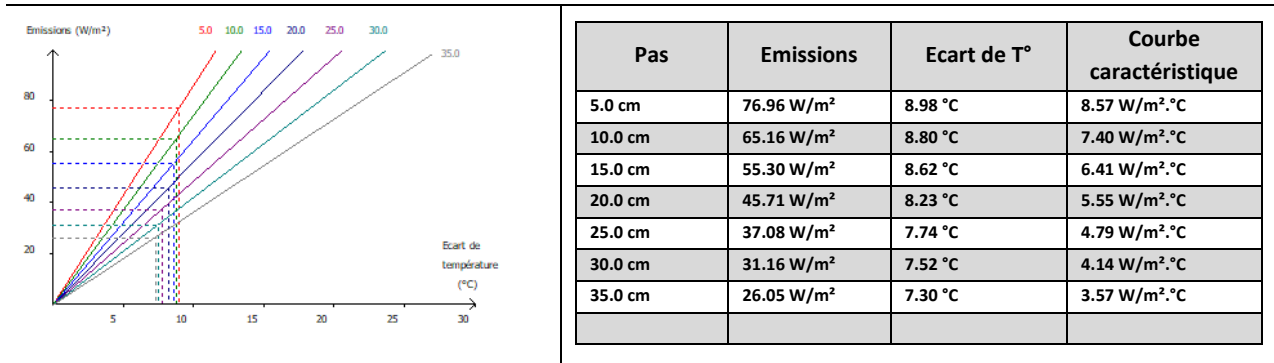 Emissions (W/m²)
5.0 10.0 15.0 20.0 25.0 30.0
35.0
80
60
40
20
Ecart de
température
(°C)
5 10 15 20 25 30
Pas Emissions Ecart de T° Courbe
caractéristique
5.0 cm 76.96 W/m² 8.98 °C 8.57 W/m².°C
10.0 cm 65.16 W/m² 8.80 °C 7.40 W/m².°C
15.0 cm 55.30 W/m² 8.62 °C 6.41 W/m².°C
20.0 cm 45.71 W/m² 8.23 °C 5.55 W/m².°C
25.0 cm 37.08 W/m² 7.74 °C 4.79 W/m².°C
30.0 cm 31.16 W/m² 7.52 °C 4.14 W/m².°C
35.0 cm 26.05 W/m² 7.30 °C 3.57 W/m².°C